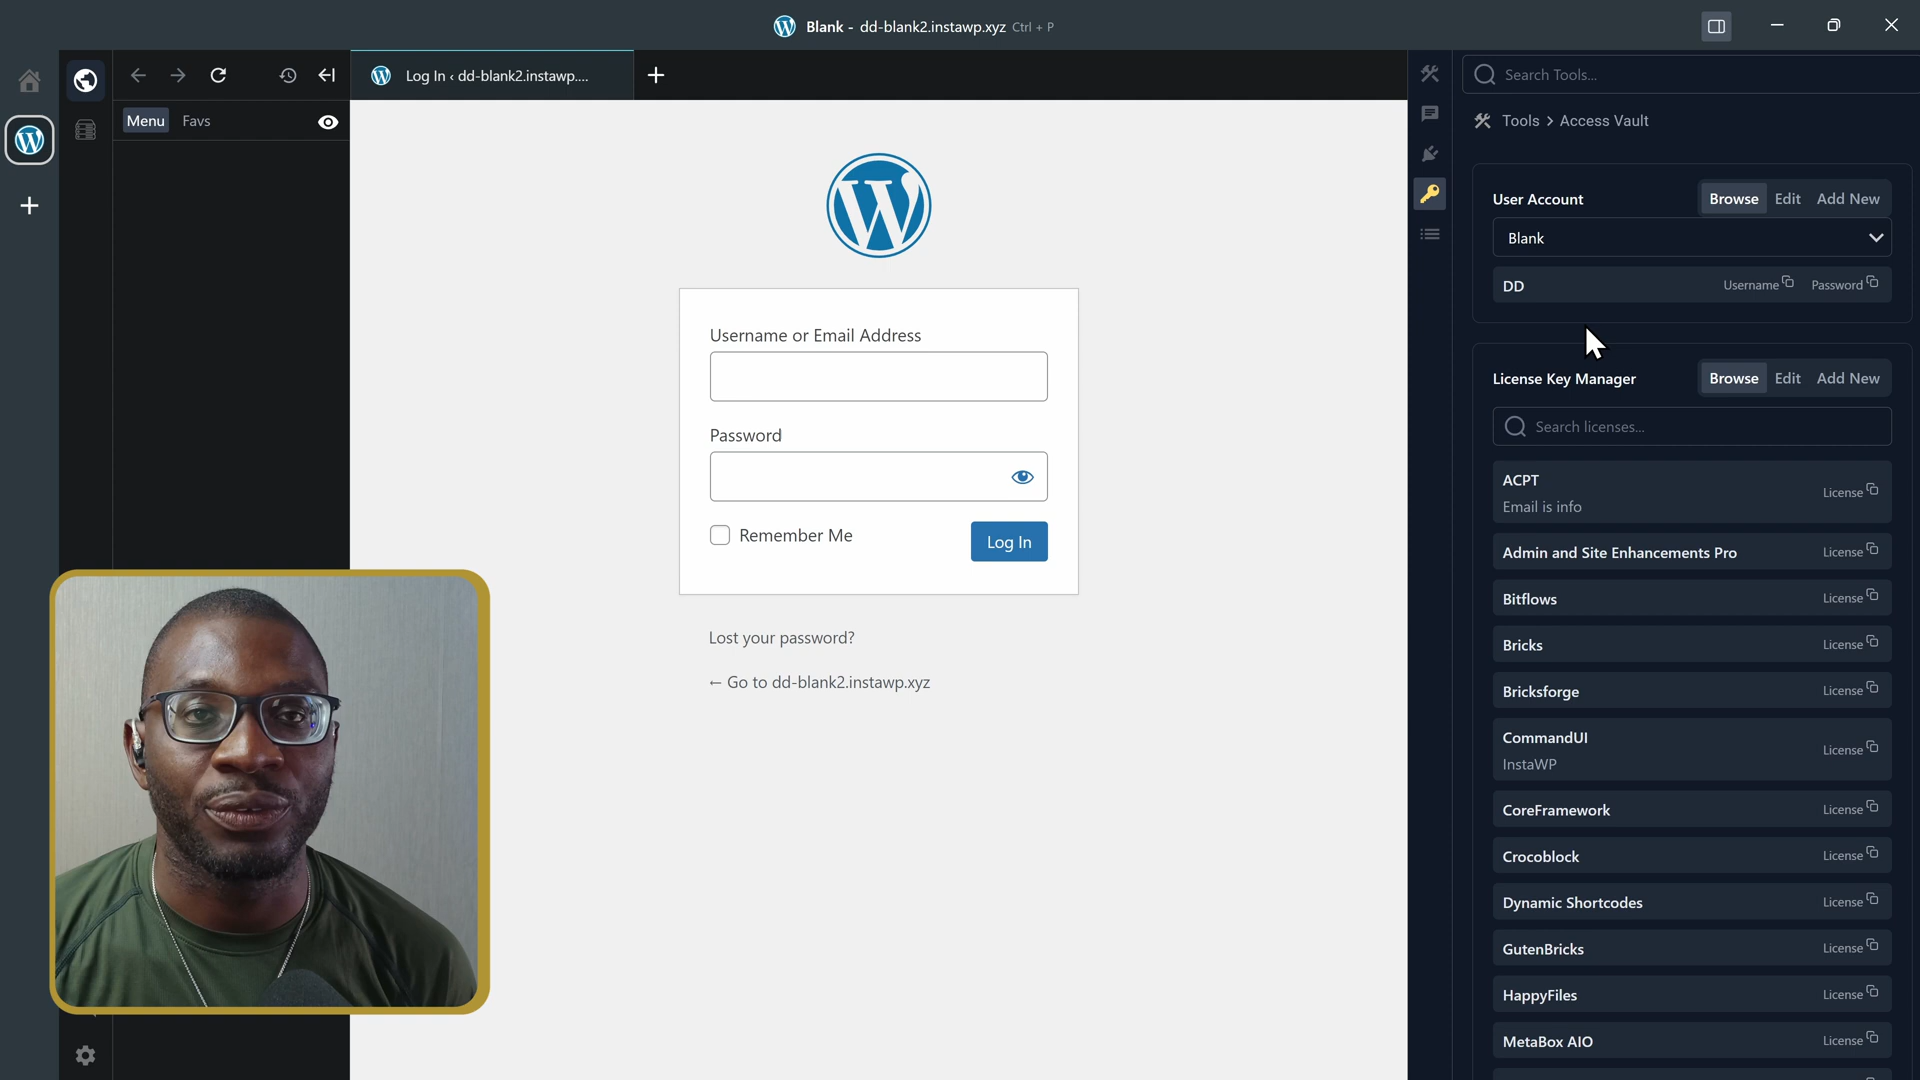 Blank - dd-blank2.instawp.xyz Ctrl + P
Log In ‹ dd-blank2.instawp....
Menu Favs
Username or Email Address
Password
Remember Me
Log In
Lost your password?
← Go to dd-blank2.instawp.xyz
Search Tools...
Tools > Access Vault
User Account Browse Edit Add New
Blank
DD Username Password
License Key Manager Browse Edit Add New
Search licenses...
ACPT
Email is info
License
Admin and Site Enhancements Pro License
Bitflows License
Bricks License
Bricksforge License
CommandUI
InstaWP
License
CoreFramework License
Crocoblock License
Dynamic Shortcodes License
GutenBricks License
HappyFiles License
MetaBox AIO License